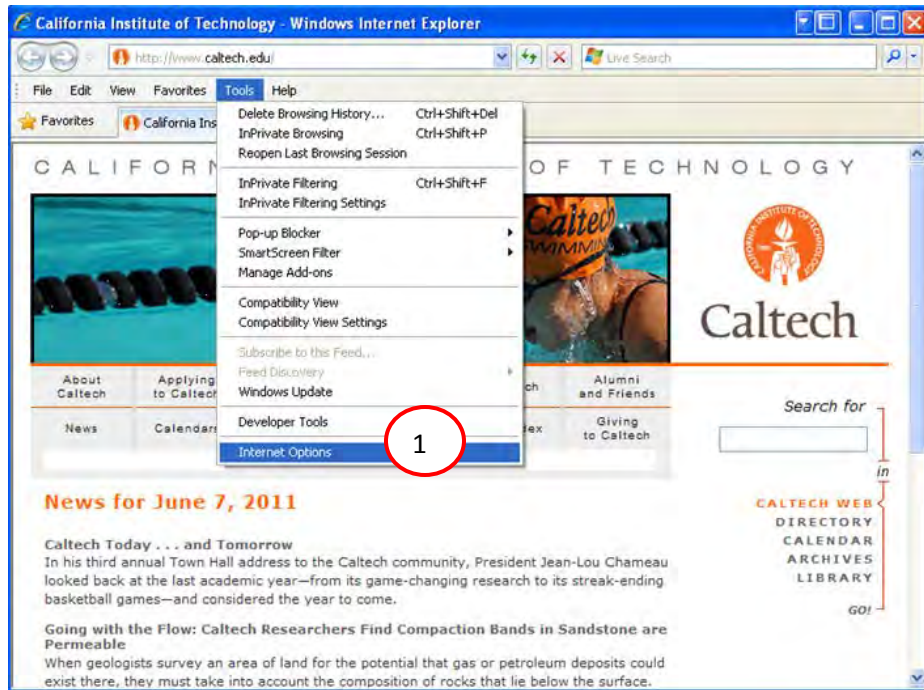 California Institute of Technology - Windows Internet Explorer
http://www.caltech.edu/
Live Search
File Edit View Favorites Tools Help
Favorites
California Ins
Delete Browsing History... Ctrl+Shift+Del
InPrivate Browsing Ctrl+Shift+P
Reopen Last Browsing Session
InPrivate Filtering Ctrl+Shift+F
InPrivate Filtering Settings
Pop-up Blocker
SmartScreen Filter
Manage Add-ons
Compatibility View
Compatibility View Settings
Subscribe to this Feed...
Feed Discovery
Windows Update
Developer Tools
Internet Options
1
CALIFORN OF TECHNOLOGY
Caltech
SWIMMING
CALIFORNIA INSTITUTE OF TECHNOLOGY
Caltech
About
Caltech
Applying
to Caltech
ch
Alumni
and Friends
News
Calendars
dex
Giving
to Caltech
Search for
in
CALTECH WEB
DIRECTORY
CALENDAR
ARCHIVES
LIBRARY
GO!
News for June 7, 2011
Caltech Today . . . and Tomorrow
In his third annual Town Hall address to the Caltech community, President Jean-Lou Chameau
looked back at the last academic year—from its game-changing research to its streak-ending
basketball games—and considered the year to come.
Going with the Flow: Caltech Researchers Find Compaction Bands in Sandstone are
Permeable
When geologists survey an area of land for the potential that gas or petroleum deposits could
exist there, they must take into account the composition of rocks that lie below the surface.